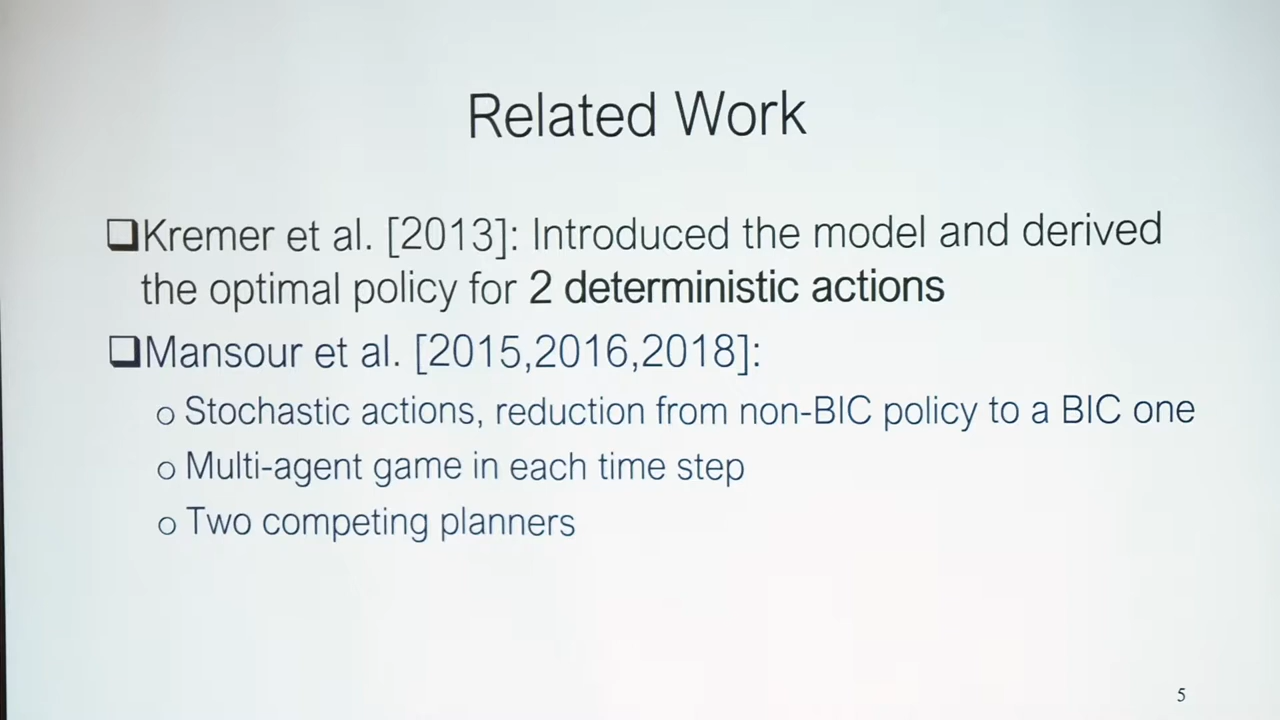 Related Work
❑Kremer et al. [2013]: Introduced the model and derived
the optimal policy for 2 deterministic actions
❑Mansour et al. [2015,2016,2018]:
o Stochastic actions, reduction from non-BIC policy to a BIC one
o Multi-agent game in each time step
o Two competing planners
5